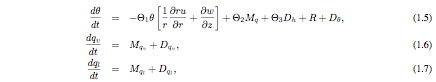 dθ/dt = −Θ₁θ [1/r ∂ru/∂r + ∂w/∂z] + Θ₂M_q + Θ₃D_h + R + D_θ, (1.5)
dq_v/dt = M_{q_v} + D_{q_v}, (1.6)
dq_l/dt = M_{q_l} + D_{q_l}, (1.7)